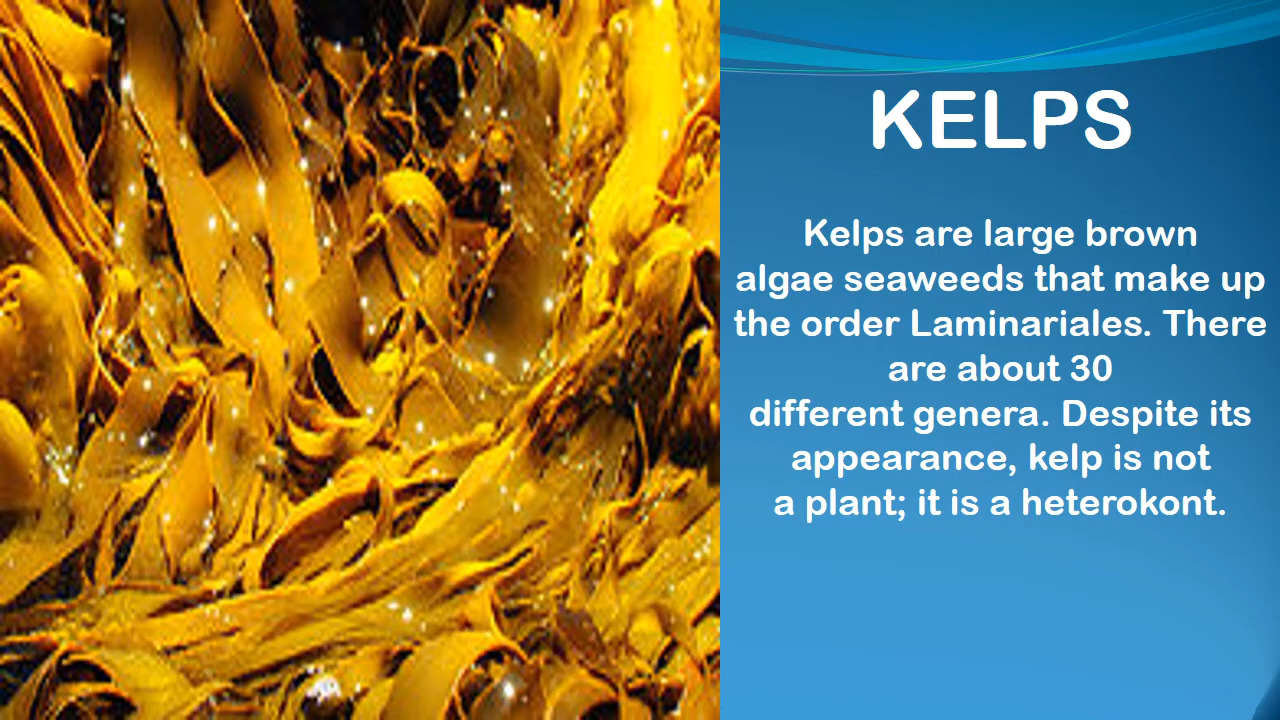 KELPS
Kelps are large brown
algae seaweeds that make up
the order Laminariales. There
are about 30
different genera. Despite its
appearance, kelp is not
a plant; it is a heterokont.